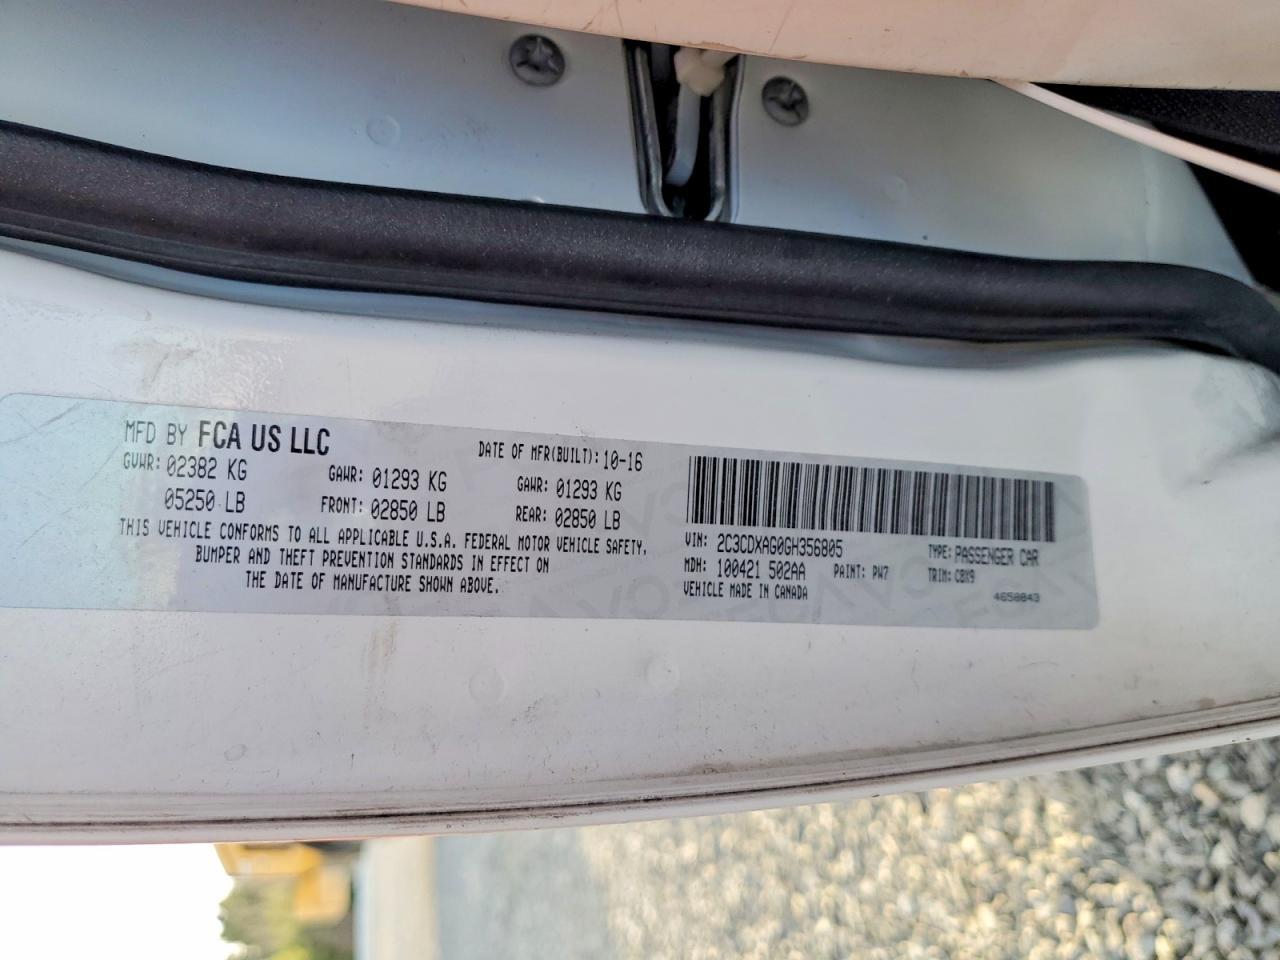 MFD BY FCA US LLC
DATE OF MFR(BUILT): 10-16
GVWR: 02382 KG
05250 LB
GAWR: 01293 KG
FRONT: 02850 LB
GAWR: 01293 KG
REAR: 02850 LB
THIS VEHICLE CONFORMS TO ALL APPLICABLE U.S.A. FEDERAL MOTOR VEHICLE SAFETY,
BUMPER AND THEFT PREVENTION STANDARDS IN EFFECT ON
THE DATE OF MANUFACTURE SHOWN ABOVE.
VIN: 2C3CDXAG0GH356805
TYPE: PASSENGER CAR
MDH: 100421 502AA
PAINT: PW7
TRIM: CBX9
VEHICLE MADE IN CANADA
4658843